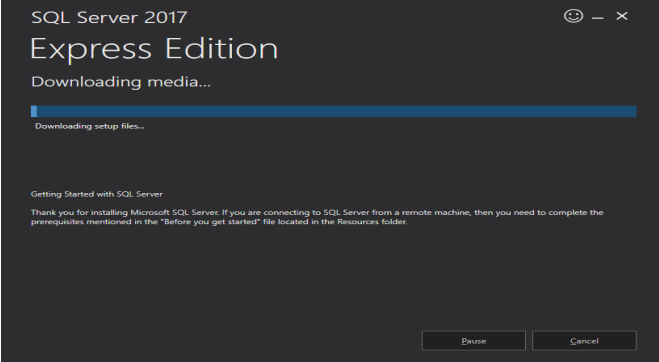 SQL Server 2017
Express Edition
Downloading media...
Downloading setup files...
Getting Started with SQL Server
Thank you for installing Microsoft SQL Server. If you are connecting to SQL Server from a remote machine, then you need to complete the
prerequisites mentioned in the "Before you get started" file located in the Resources folder.
Pause
Cancel